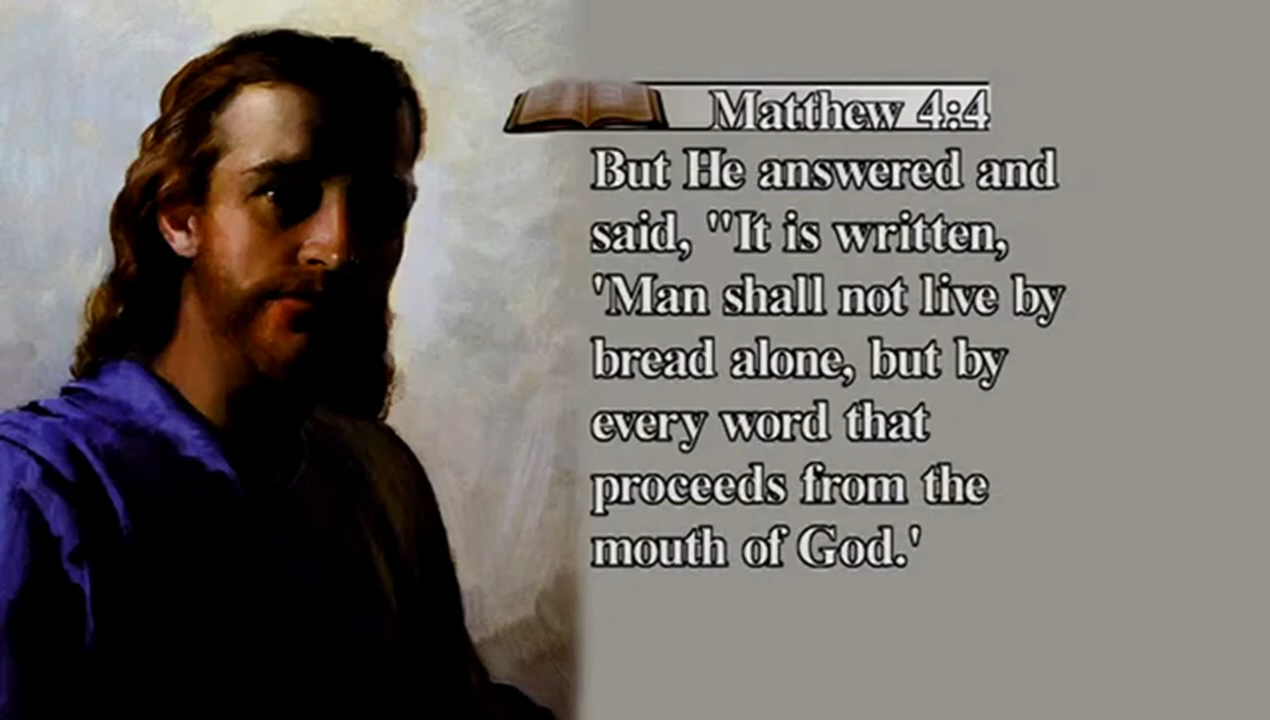 Matthew 4:4
But He answered and
said, "It is written,
'Man shall not live by
bread alone, but by
every word that
proceeds from the
mouth of God.'